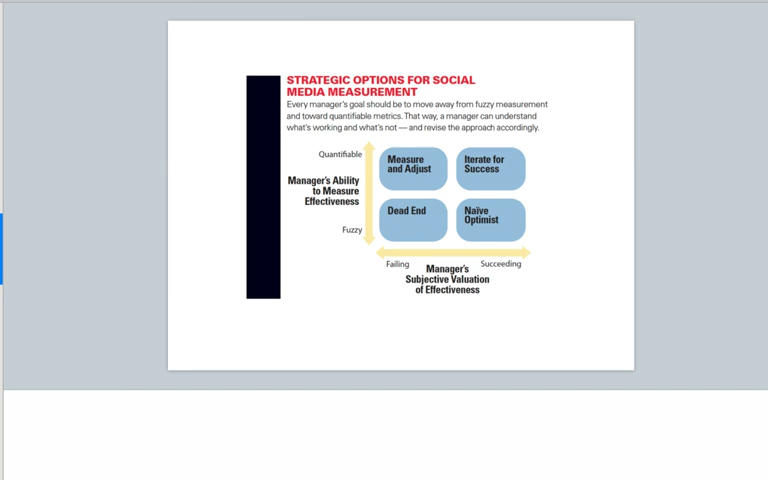 STRATEGIC OPTIONS FOR SOCIAL
MEDIA MEASUREMENT
Every manager's goal should be to move away from fuzzy measurement
and toward quantifiable metrics. That way, a manager can understand
what's working and what's not — and revise the approach accordingly.
Quantifiable
Manager's Ability
to Measure
Effectiveness
Fuzzy
Measure
and Adjust
Iterate for
Success
Dead End
Naïve
Optimist
Failing
Succeeding
Manager's
Subjective Valuation
of Effectiveness